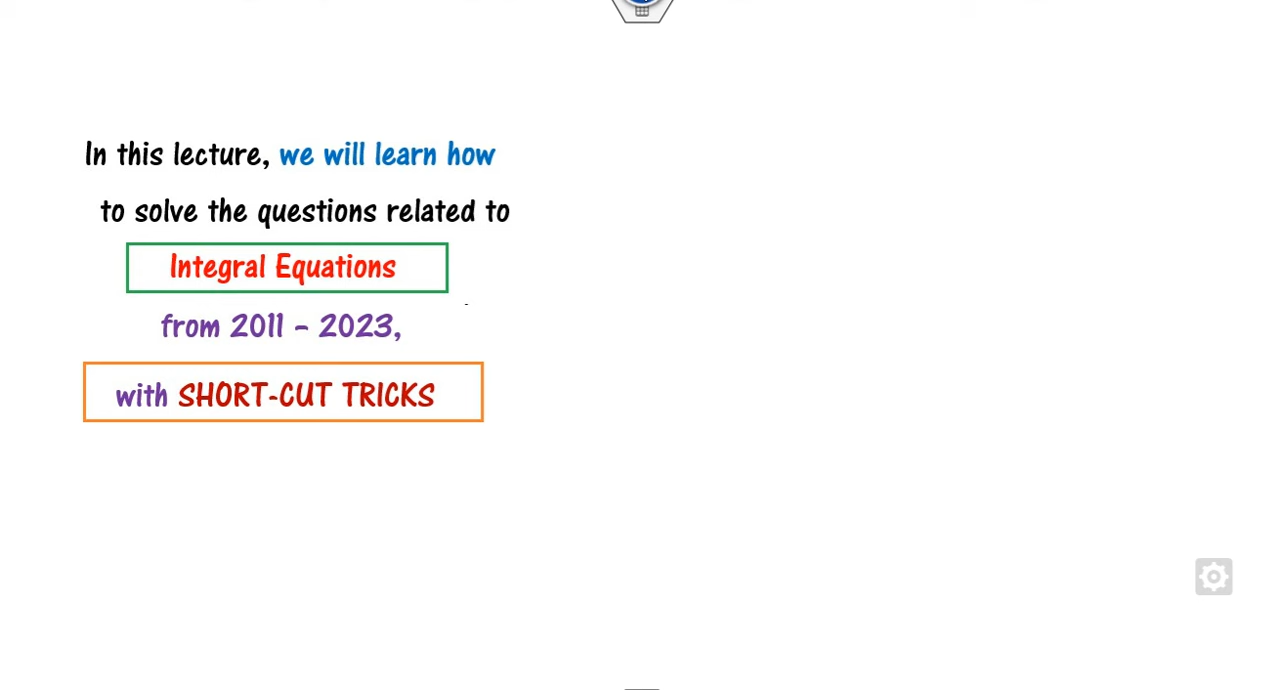 In this lecture, we will learn how
to solve the questions related to
Integral Equations
from 2011 - 2023,
with SHORT-CUT TRICKS